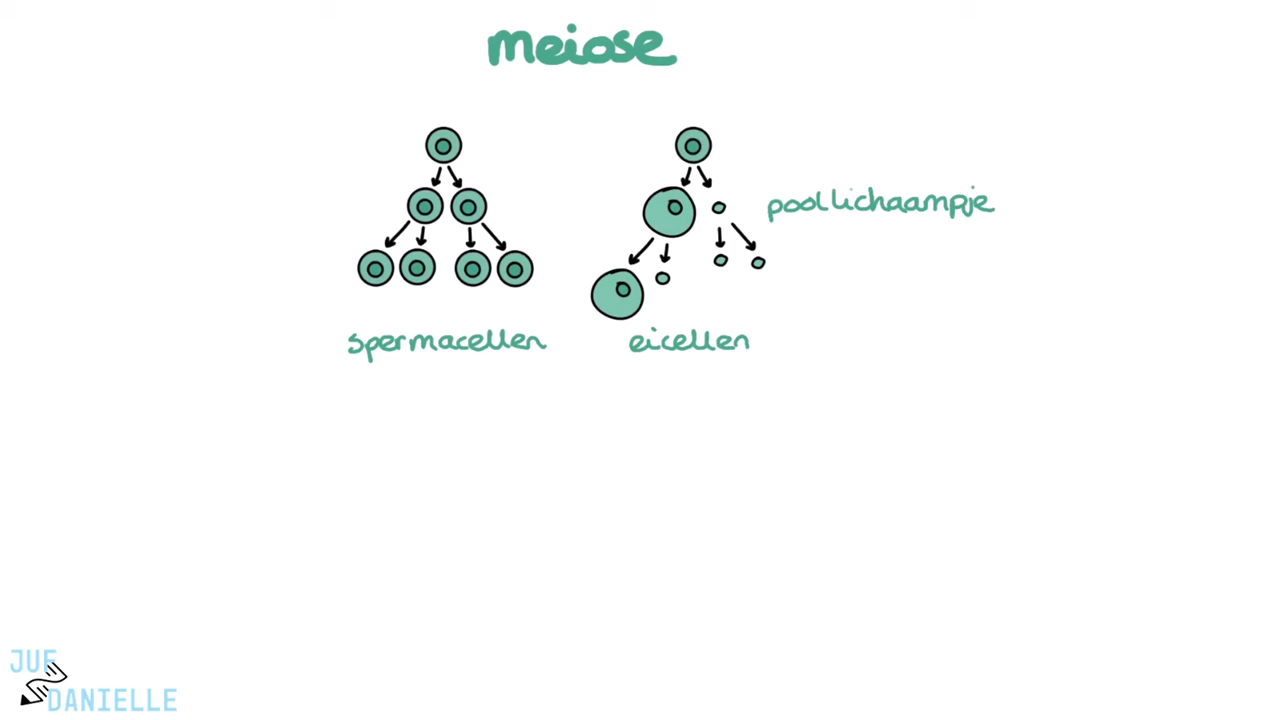 meiose
poollichaampje
spermacellen
eicellen
JUF
DANIELLE